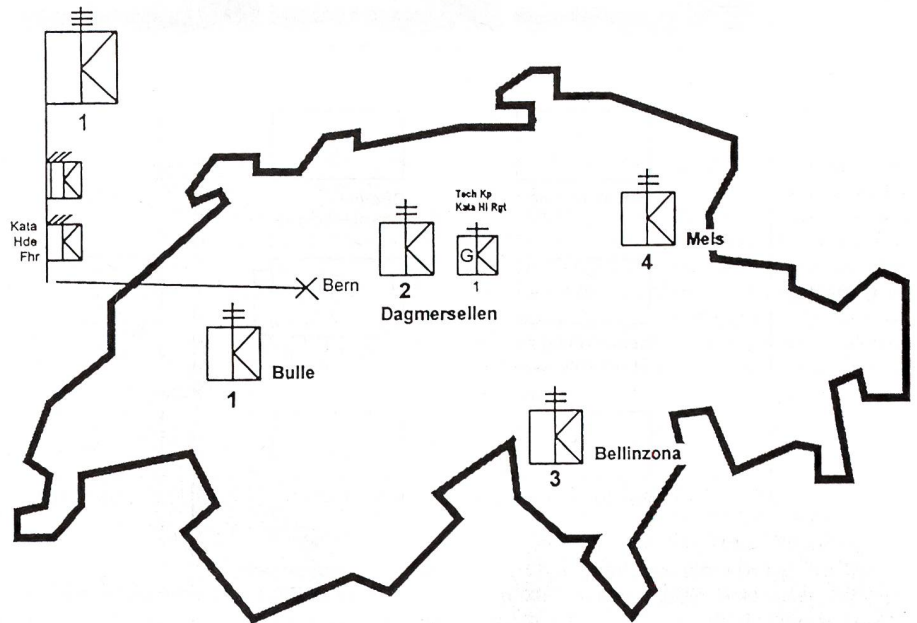 1
Kata
Hde
Fhr
Bern
2
Dagmersellen
Tech Kp
Kata Hi Rgt
G
1
4
Mels
1
Bulle
3
Bellinzona